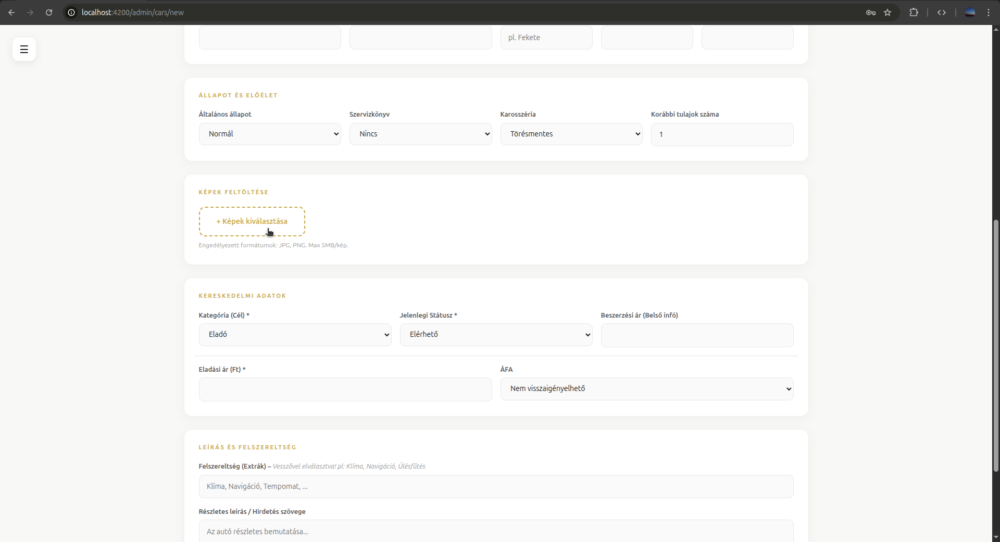 localhost:4200/admin/cars/new
pl. Fekete
ÁLLAPOT ÉS ELŐÉLET
Általános állapot Szervizkönyv Karosszéria Korábbi tulajok száma
Normál Nincs Törésmentes 1
KÉPEK FELTÖLTÉSE
+ Képek kiválasztása
Engedélyezett formátumok: JPG, PNG. Max 5MB/kép.
KERESKEDELMI ADATOK
Kategória (Cél) * Jelenlegi Státusz * Beszerzési ár (Belső infó)
Eladó Elérhető
Eladási ár (Ft) * ÁFA
Nem visszaigényelhető
LEÍRÁS ÉS FELSZERELTSÉG
Felszereltség (Extrák) – Vesszővel elválasztva! pl: Klíma, Navigáció, Ülésfűtés
Klíma, Navigáció, Tempomat, ...
Részletes leírás / Hirdetés szövege
Az autó részletes bemutatása...